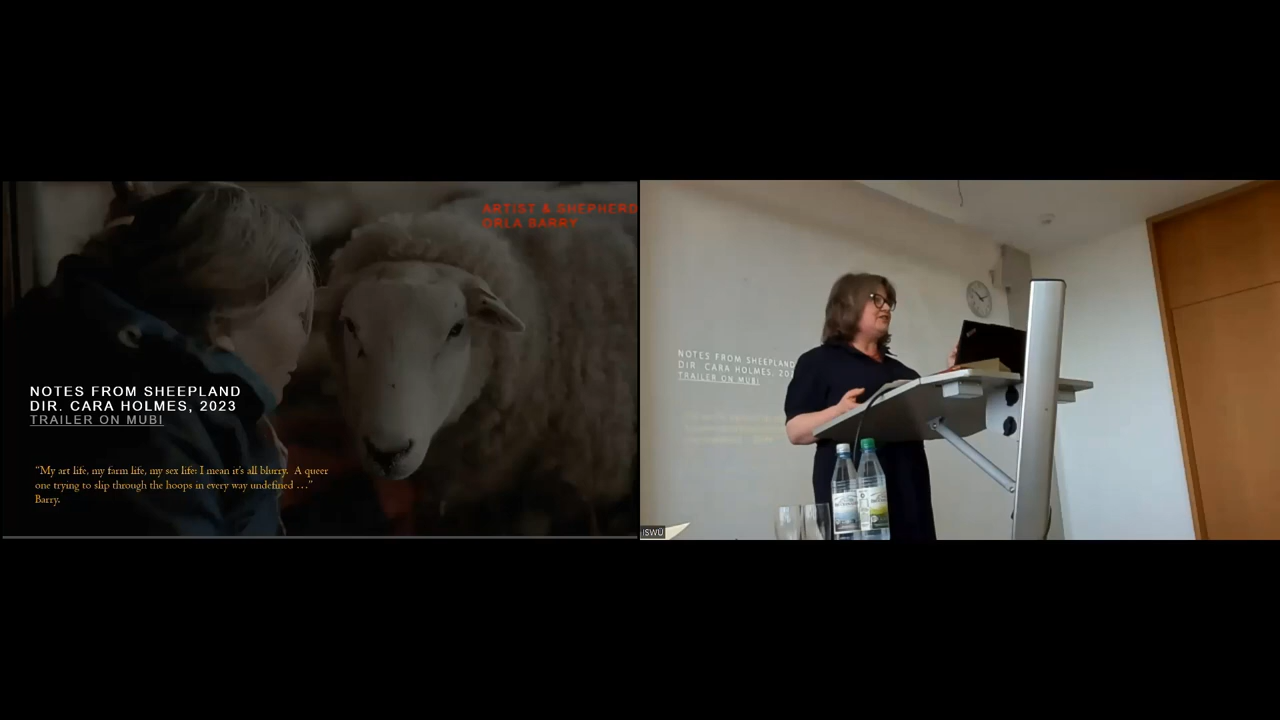 ARTIST & SHEPHERD
ORLA BARRY
NOTES FROM SHEEPLAND
DIR. CARA HOLMES, 2023
TRAILER ON MUBI
“My art life, my farm life, my sex life: I mean it’s all blurry. A queer
one trying to slip through the hoops in every way undefined …”
Barry.
NOTES FROM SHEEPLAND
DIR. CARA HOLMES, 202
TRAILER ON MUBI
ISWÜ